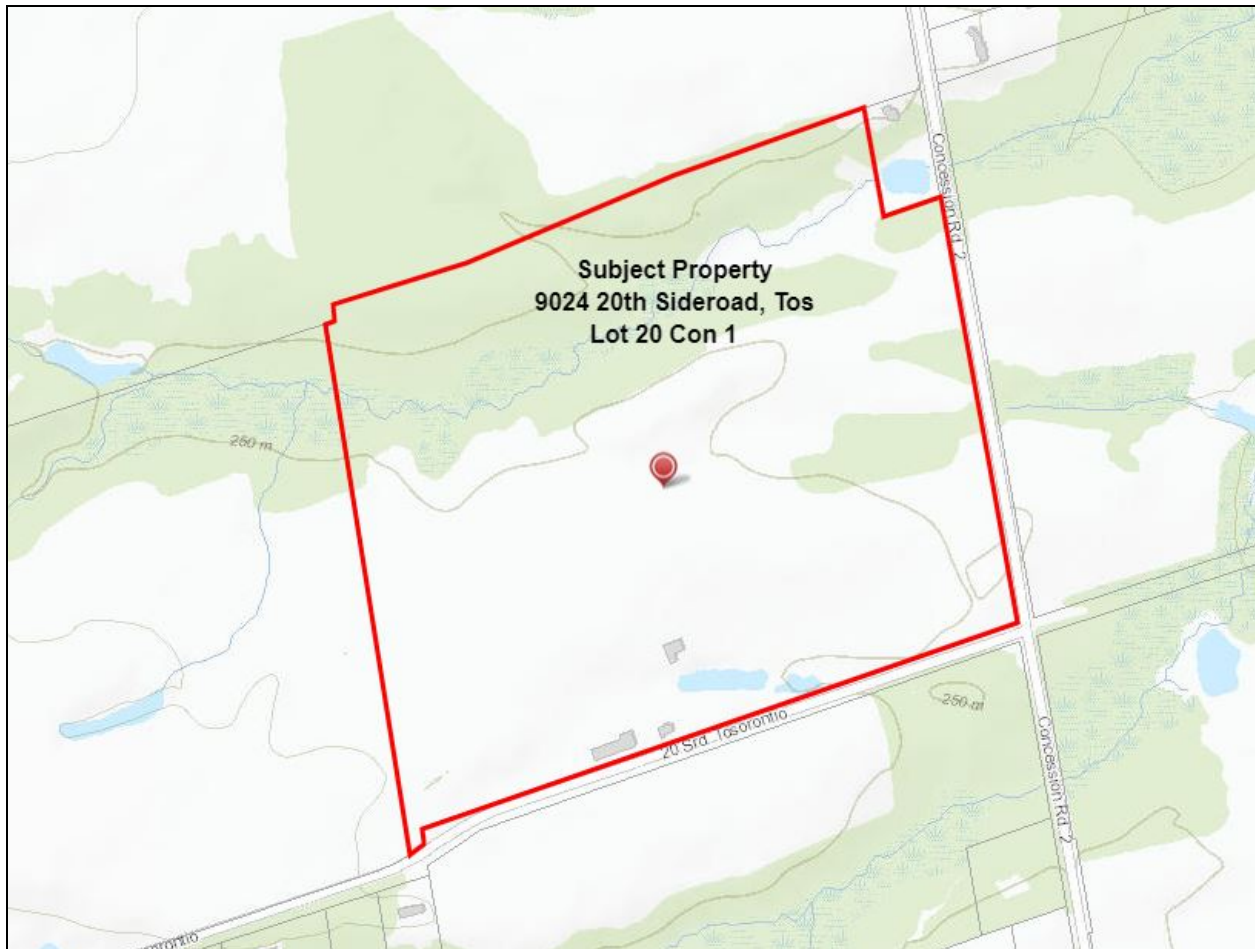 Concession Rd. 2
Subject Property
9024 20th Sideroad, Tos
Lot 20 Con 1
250 m
250 m
20 Srd. Tosorontio
Concession Rd. 2
sorontio